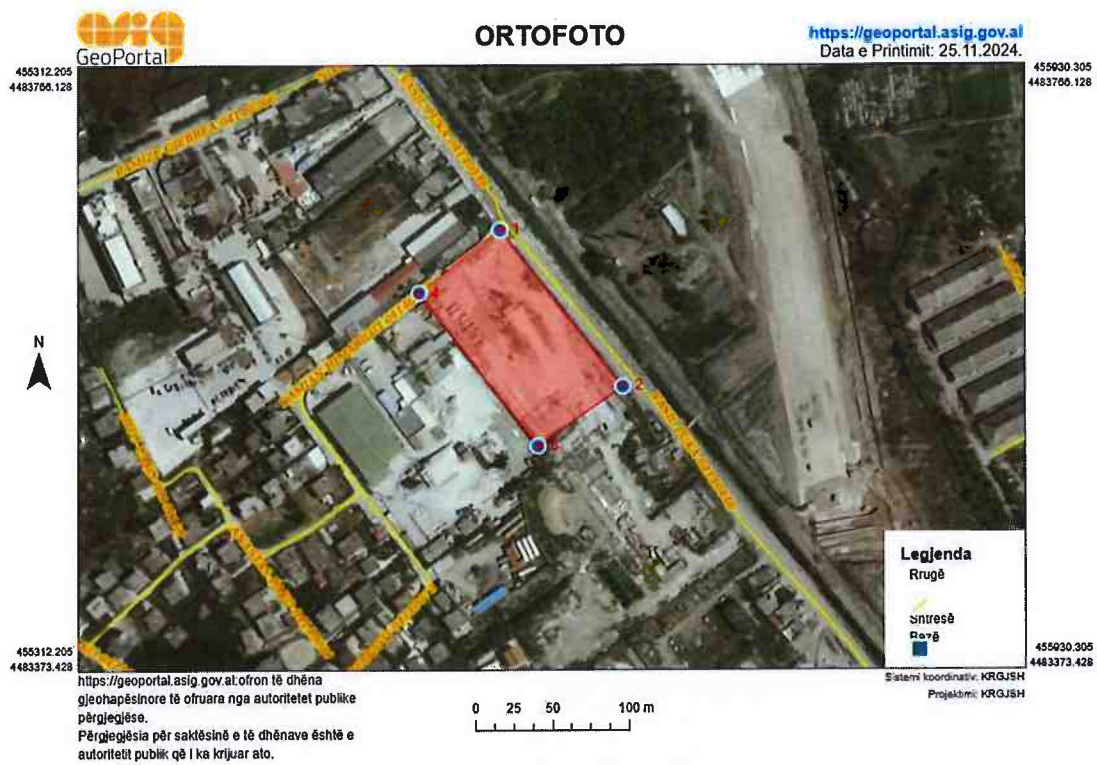 asig
GeoPortal
ORTOFOTO
https://geoportal.asig.gov.al
Data e Printimit: 25.11.2024.
455312.205
4483766.128
455930.305
4483766.128
1
2
N
Legjenda
Rrugë
Shtresë
Bazë
455312.205
4483373.428
455930.305
4483373.428
https://geoportal.asig.gov.al:ofron të dhëna
gjeohapësinore të ofruara nga autoritetet publike
përgjegjëse.
Përgjegjësia për saktësinë e të dhënave është e
autoritetit publik që i ka krijuar ato.
0 25 50 100 m
Sistemi koordinativ: KRGJSH
Projeksioni: KRGJSH